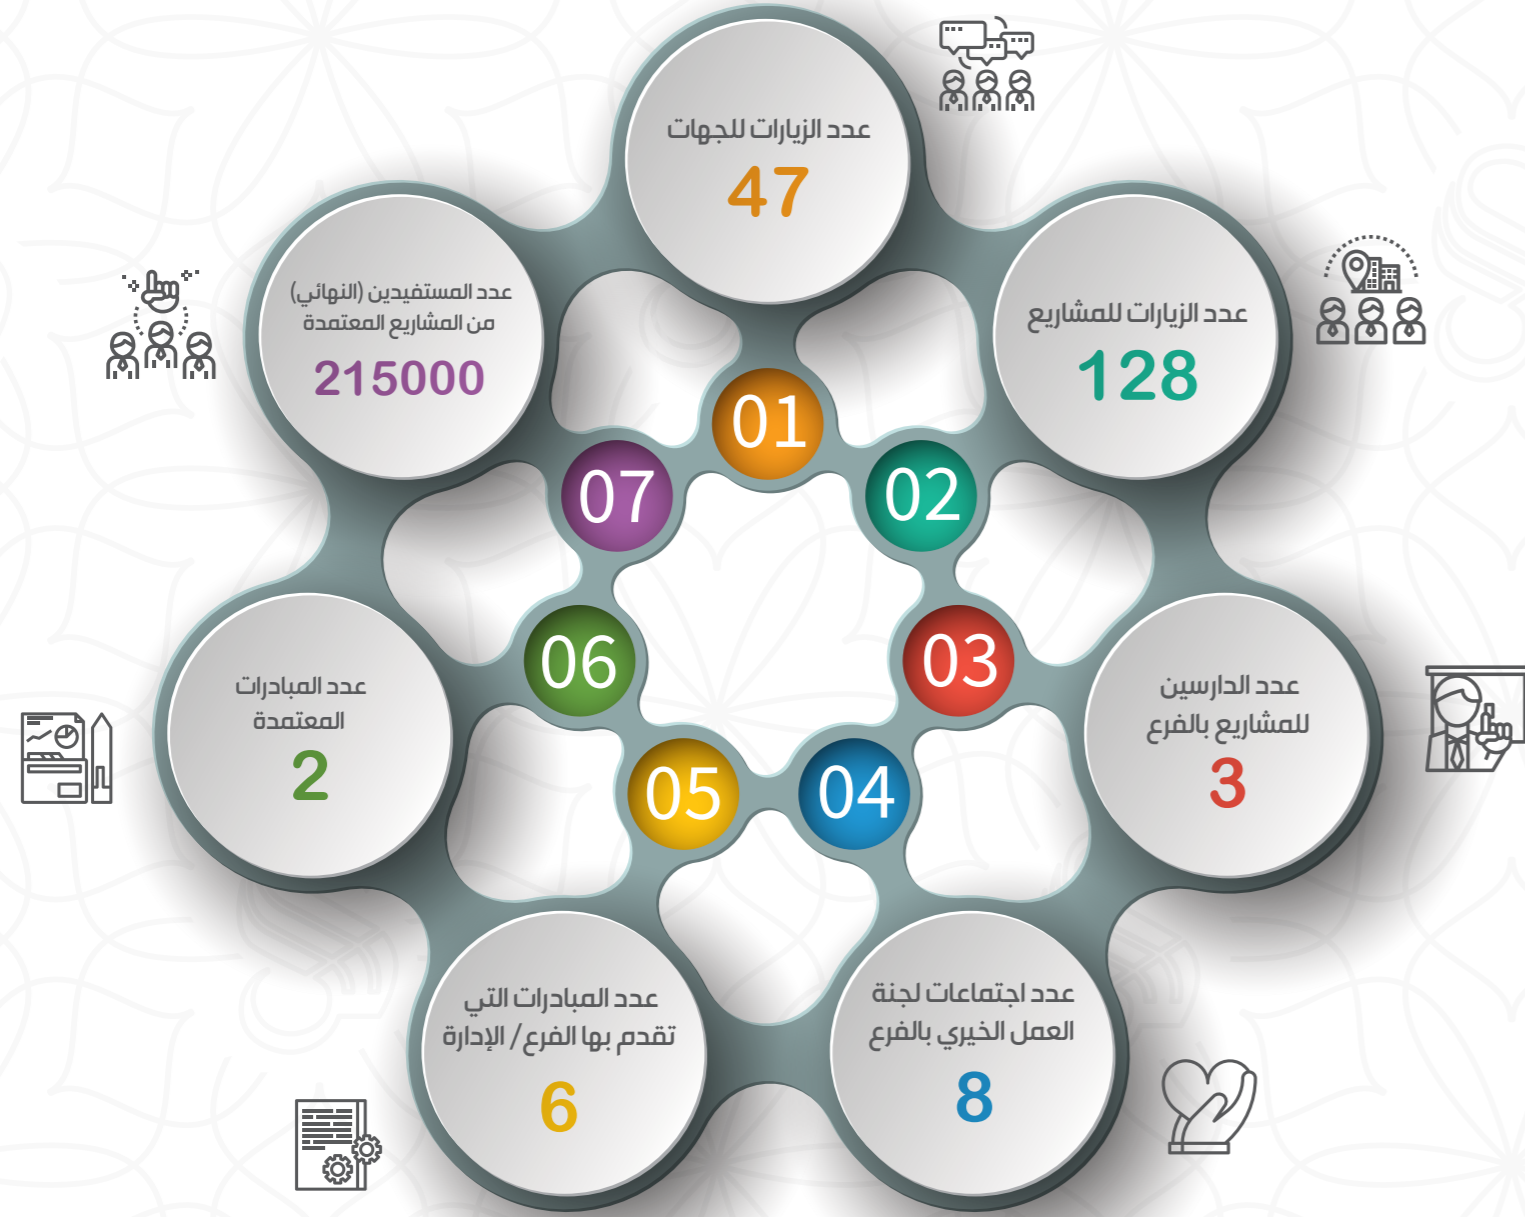 عدد الزيارات للجهات
47
01
عدد الزيارات للمشاريع
128
02
عدد الدارسين
للمشاريع بالفرع
3
03
عدد اجتماعات لجنة
العمل الخيري بالفرع
8
04
عدد المبادرات التي
تقدم بها الفرع/ الإدارة
6
05
عدد المبادرات
المعتمدة
2
06
عدد المستفيدين (النهائي)
من المشاريع المعتمدة
215000
07